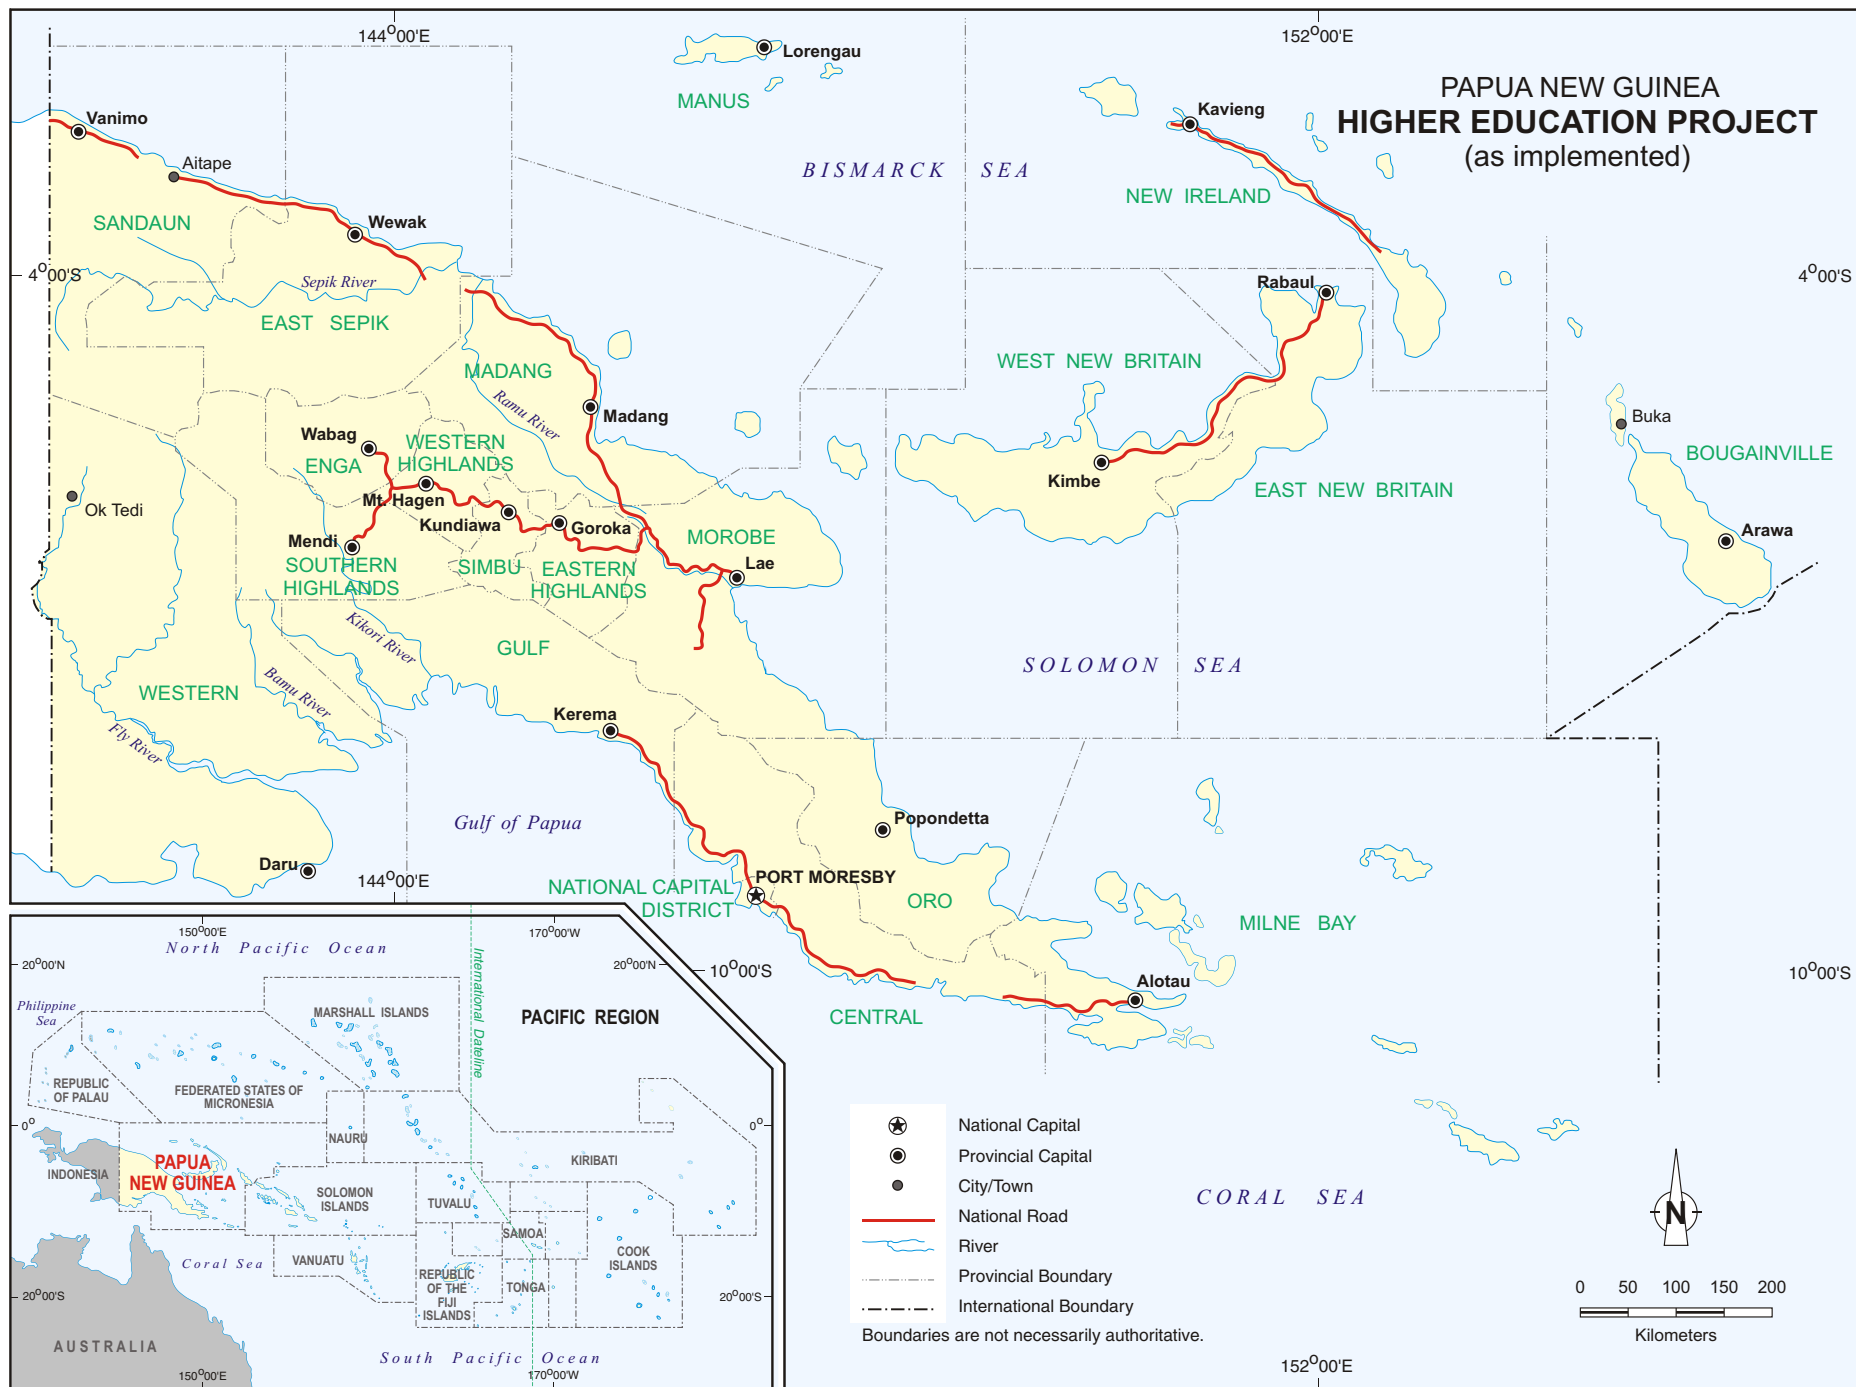 144°00'E
152°00'E
PAPUA NEW GUINEA
HIGHER EDUCATION PROJECT
(as implemented)
Lorengau
MANUS
Vanimo
Kavieng
Aitape
BISMARCK SEA
NEW IRELAND
SANDAUN
Wewak
4°00'S
4°00'S
Sepik River
Rabaul
EAST SEPIK
WEST NEW BRITAIN
MADANG
Ramu River
Madang
Buka
Wabag
WESTERN
HIGHLANDS
ENGA
BOUGAINVILLE
Kimbe
EAST NEW BRITAIN
Mt. Hagen
Ok Tedi
Kundiawa
Goroka
Mendi
MOROBE
Arawa
SOUTHERN
HIGHLANDS
SIMBU
EASTERN
HIGHLANDS
Lae
Kikori River
GULF
SOLOMON SEA
WESTERN
Bamu River
Fly River
Kerema
Gulf of Papua
Popondetta
Daru
144°00'E
PORT MORESBY
NATIONAL CAPITAL
DISTRICT
ORO
MILNE BAY
10°00'S
10°00'S
Alotau
CENTRAL
150°00'E
170°00'W
North Pacific Ocean
20°00'N
20°00'N
International Dateline
Philippine
Sea
MARSHALL ISLANDS
PACIFIC REGION
REPUBLIC
OF PALAU
FEDERATED STATES OF
MICRONESIA
0°
0°
NAURU
PAPUA
NEW GUINEA
INDONESIA
KIRIBATI
SOLOMON
ISLANDS
TUVALU
SAMOA
VANUATU
Coral Sea
COOK
ISLANDS
REPUBLIC
OF THE
FIJI
ISLANDS
TONGA
20°00'S
20°00'S
AUSTRALIA
South Pacific Ocean
150°00'E
170°00'W
National Capital
Provincial Capital
City/Town
National Road
River
Provincial Boundary
International Boundary
Boundaries are not necessarily authoritative.
CORAL SEA
N
0 50 100 150 200
Kilometers
152°00'E